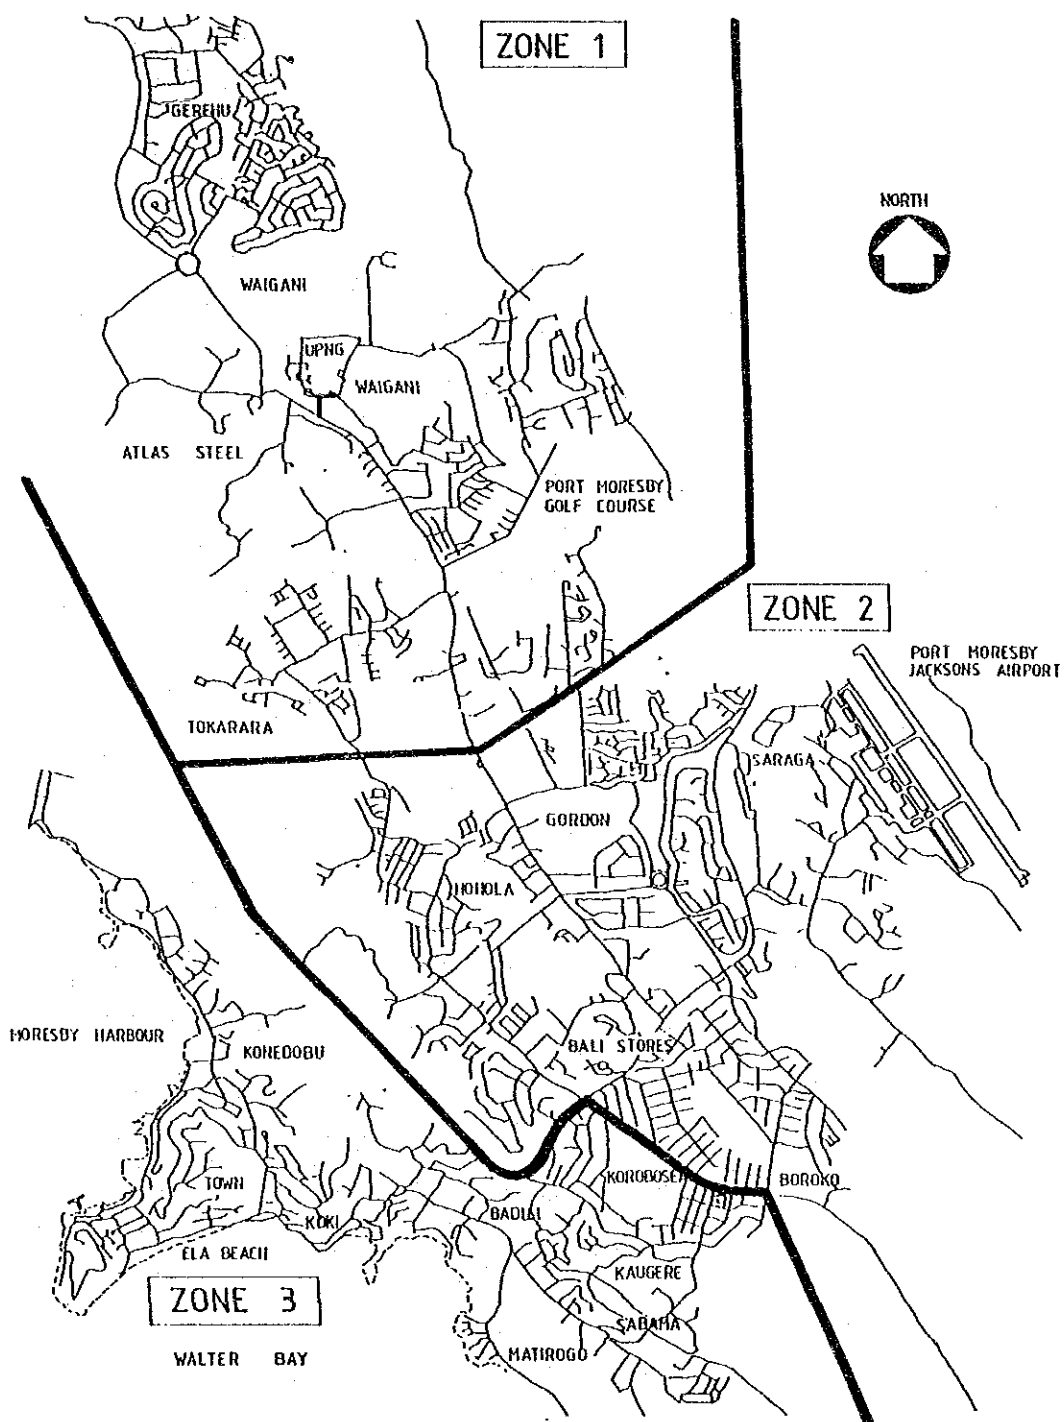 ZONE 1
GEREHU
NORTH
WAIGANI
UPNG
WAIGANI
ATLAS STEEL
PORT MORESBY
GOLF COURSE
ZONE 2
PORT MORESBY
JACKSONS AIRPORT
TOKARARA
SARAGA
GORDON
HOHOLA
MORESBY HARBOUR
KONEDOBU
BALI STORES
TOWN
KOROBOSEA
BOROKO
KOKI
BADILI
ELA BEACH
KAUGERE
ZONE 3
SABAMA
WALTER BAY
MATIROGO